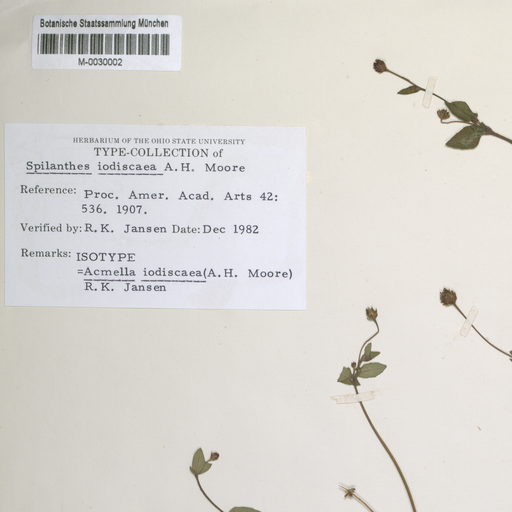 Botanische Staatssammlung München
M-0030002
HERBARIUM OF THE OHIO STATE UNIVERSITY
TYPE-COLLECTION of
Spilanthes iodiscaea A.H. Moore
Reference: Proc. Amer. Acad. Arts 42:
536. 1907.
Verified by: R.K. Jansen Date: Dec 1982
Remarks: ISOTYPE
=Acmella iodiscaea(A.H. Moore)
R.K. Jansen